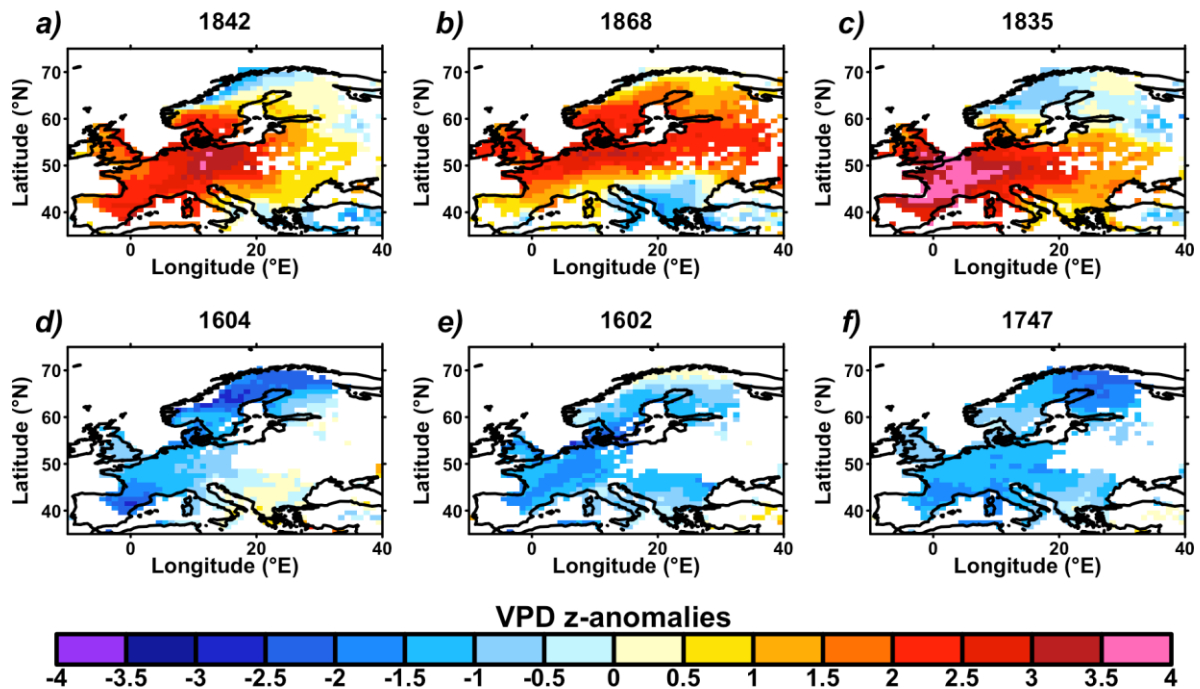 a) 1842
b) 1868
c) 1835
Latitude (°N)
70
60
50
40
0 20 40
Longitude (°E)
Latitude (°N)
70
60
50
40
0 20 40
Longitude (°E)
Latitude (°N)
70
60
50
40
0 20 40
Longitude (°E)
d) 1604
e) 1602
f) 1747
Latitude (°N)
70
60
50
40
0 20 40
Longitude (°E)
Latitude (°N)
70
60
50
40
0 20 40
Longitude (°E)
Latitude (°N)
70
60
50
40
0 20 40
Longitude (°E)
VPD z-anomalies
-4 -3.5 -3 -2.5 -2 -1.5 -1 -0.5 0 0.5 1 1.5 2 2.5 3 3.5 4